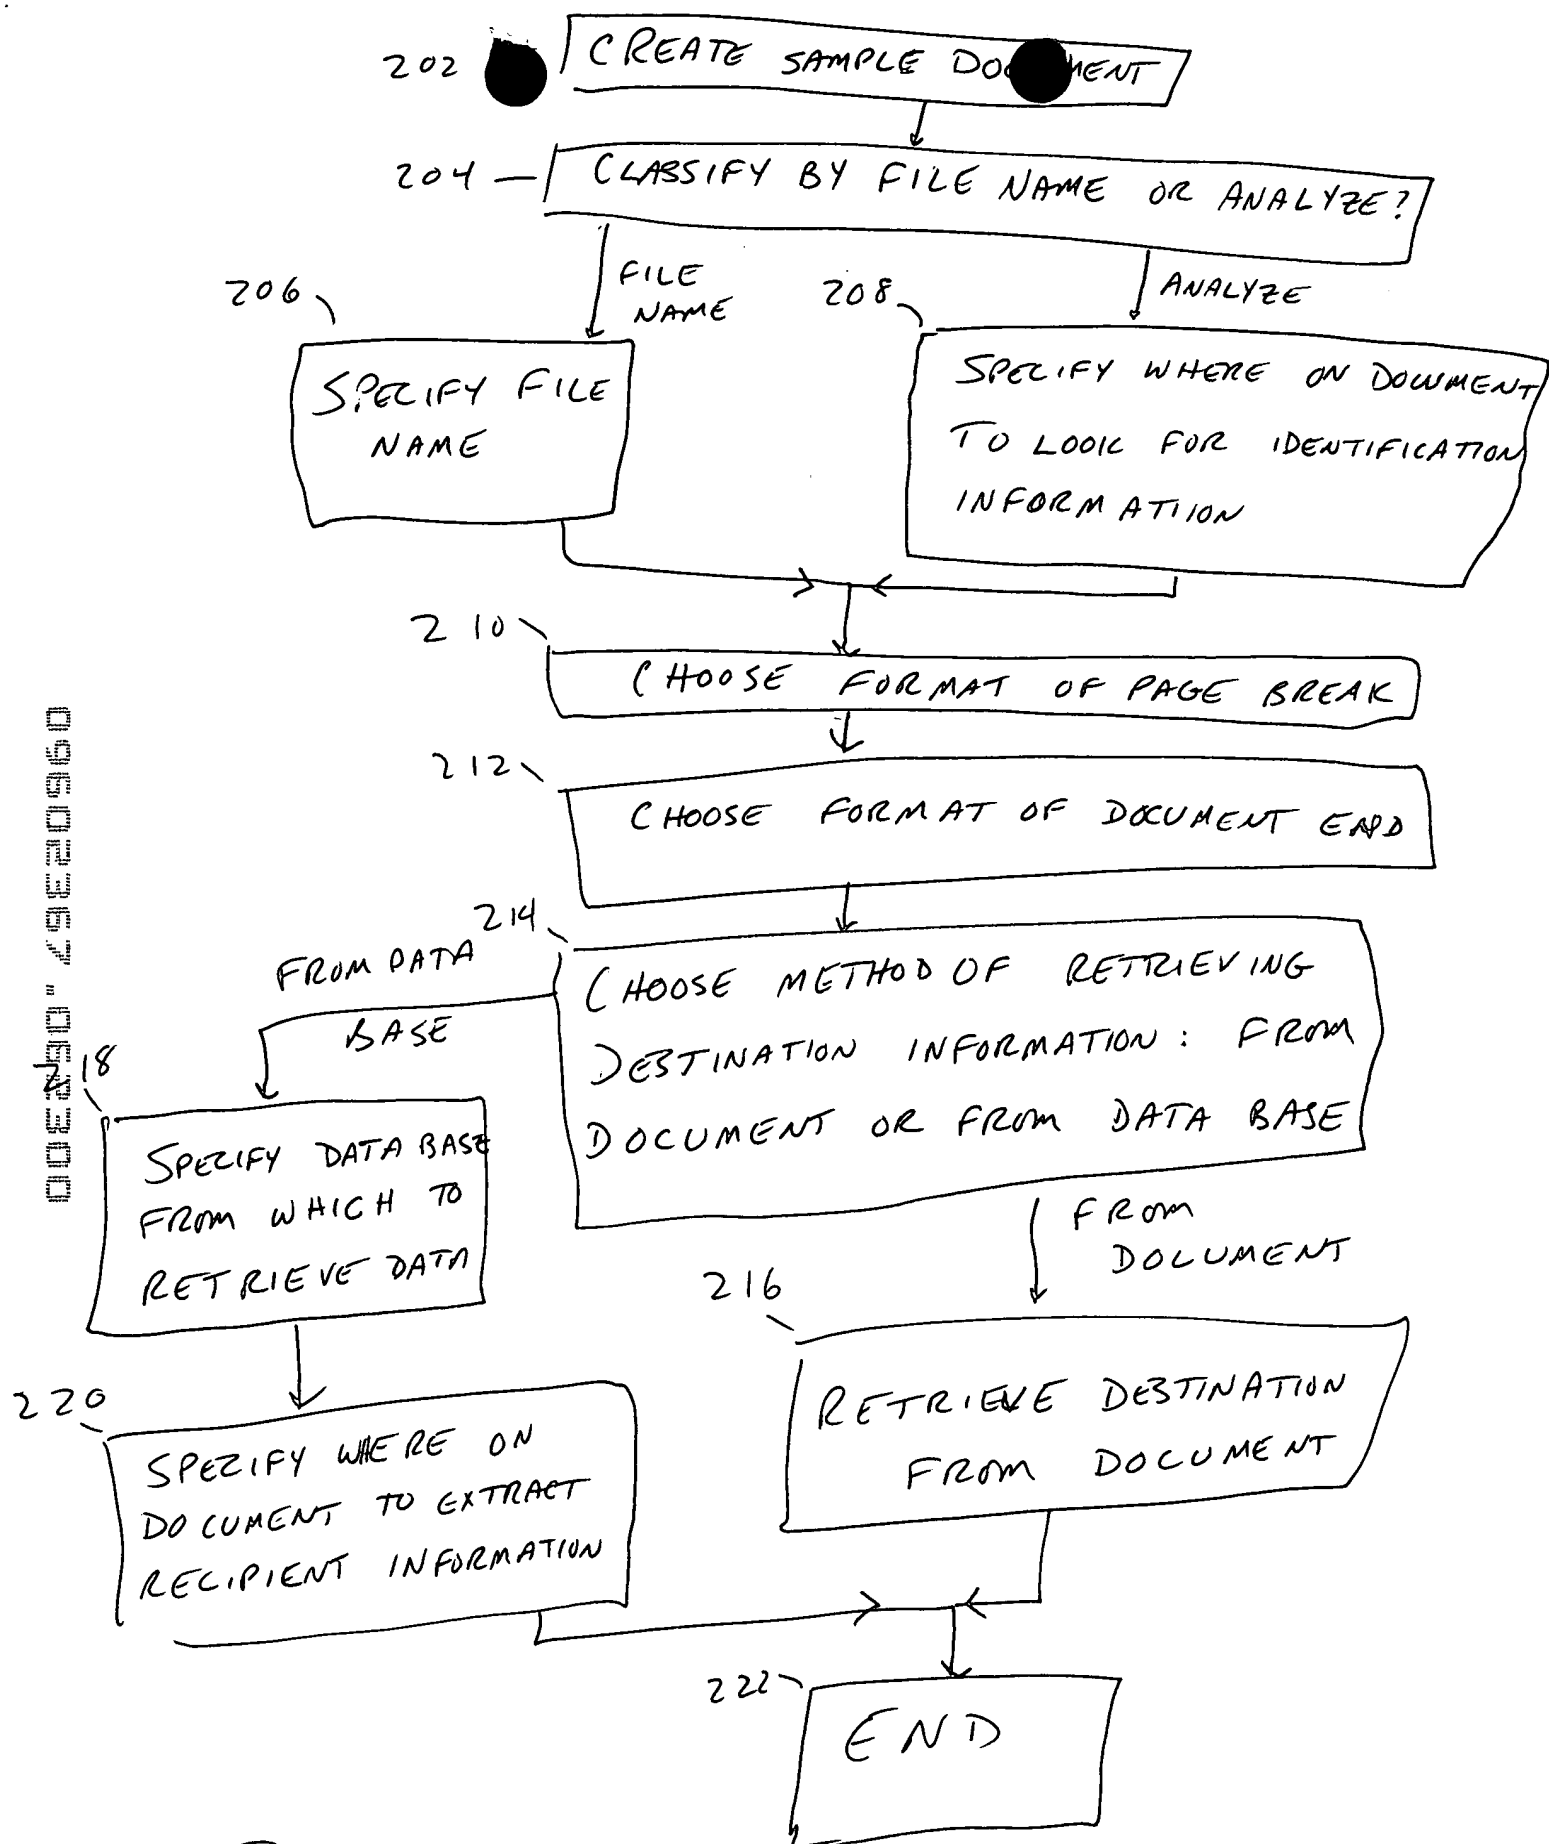 202
CREATE SAMPLE DOCUMENT
204
CLASSIFY BY FILE NAME OR ANALYZE?
FILE
NAME
ANALYZE
206
SPECIFY FILE
NAME
208
SPECIFY WHERE ON DOCUMENT
TO LOOK FOR IDENTIFICATION
INFORMATIION
210
CHOOSE FORMAT OF PAGE BREAK
212
CHOOSE FORMAT OF DOCUMENT END
214
CHOOSE METHOD OF RETRIEVING
DESTINATION INFORMATION: FROM
DOCUMENT OR FROM DATA BASE
FROM DATA
BASE
218
SPECIFY DATA BASE
FROM WHICH TO
RETRIEVE DATA
FROM
DOCUMENT
216
RETRIEVE DESTINATION
FROM DOCUMENT
220
SPECIFY WHERE ON
DOCUMENT TO EXTRACT
RECIPIENT INFORMATION
222
END
09602367.062300